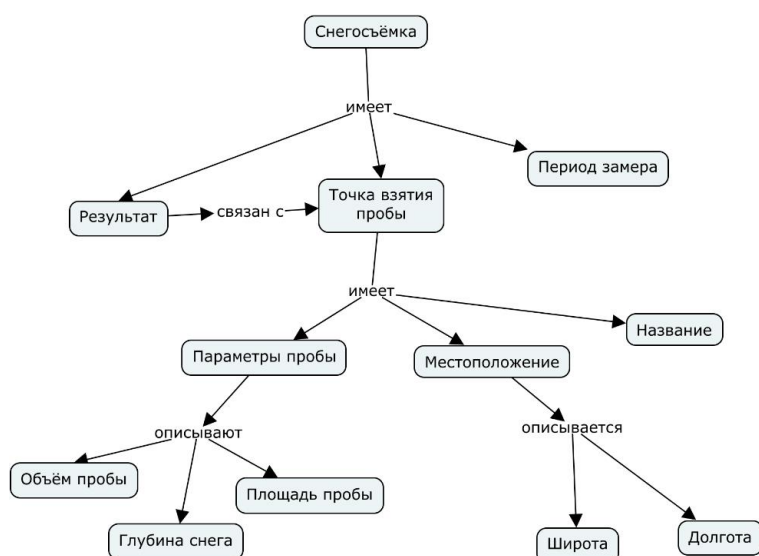 Снегосъёмка
имеет
Период замера
Точка взятия
пробы
Результат
связан с
имеет
Название
Параметры пробы
Местоположение
описывают
описывается
Объём пробы
Площадь пробы
Глубина снега
Широта
Долгота